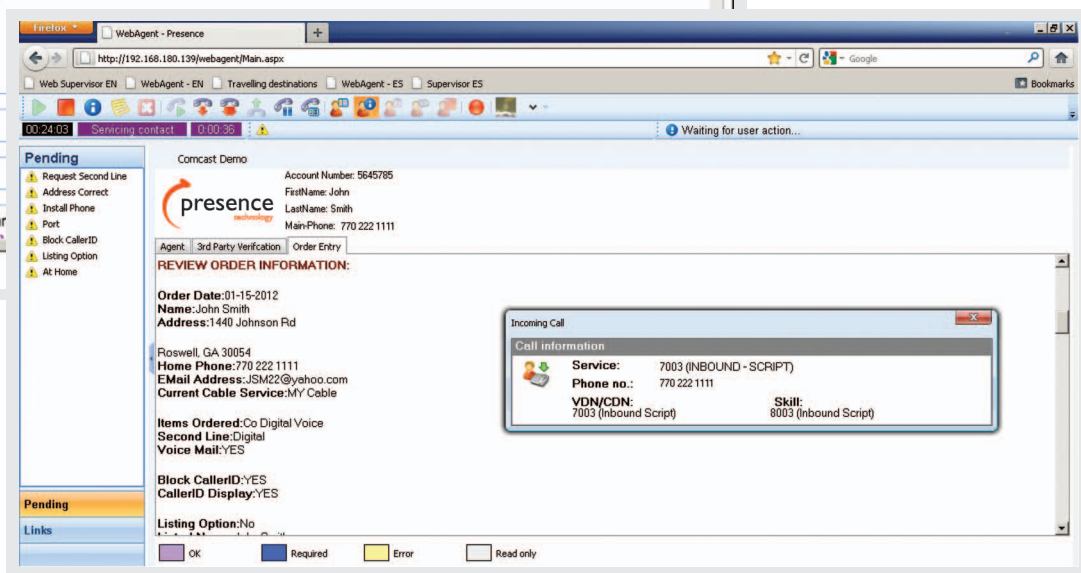 Firefox
WebAgent - Presence
+
http://192.168.180.139/webagent/Main.aspx
Google
Web Supervisor EN
WebAgent - EN
Travelling destinations
WebAgent - ES
Supervisor ES
Bookmarks
00:24:03
Servicing contact
0:00:36
Waiting for user action...
Pending
Request Second Line
Address Correct
Install Phone
Port
Block CallerID
Listing Option
At Home
Pending
Links
Comcast Demo
presence
technology
Account Number: 5645785
FirstName: John
LastName: Smith
Main-Phone: 770 222 1111
Agent
3rd Party Verifcation
Order Entry
REVIEW ORDER INFORMATION:
Order Date:01-15-2012
Name:John Smith
Address:1440 Johnson Rd
Roswell, GA 30054
Home Phone:770 222 1111
EMail Address:JSM22@yahoo.com
Current Cable Service:MY Cable
Items Ordered:Co Digital Voice
Second Line:Digital
Voice Mail:YES
Block CallerID:YES
CallerID Display:YES
Listing Option:No
Incoming Call
Call information
Service: 7003 (INBOUND - SCRIPT)
Phone no.: 770 222 1111
VDN/CDN: Skill:
7003 (Inbound Script) 8003 (Inbound Script)
OK
Required
Error
Read only